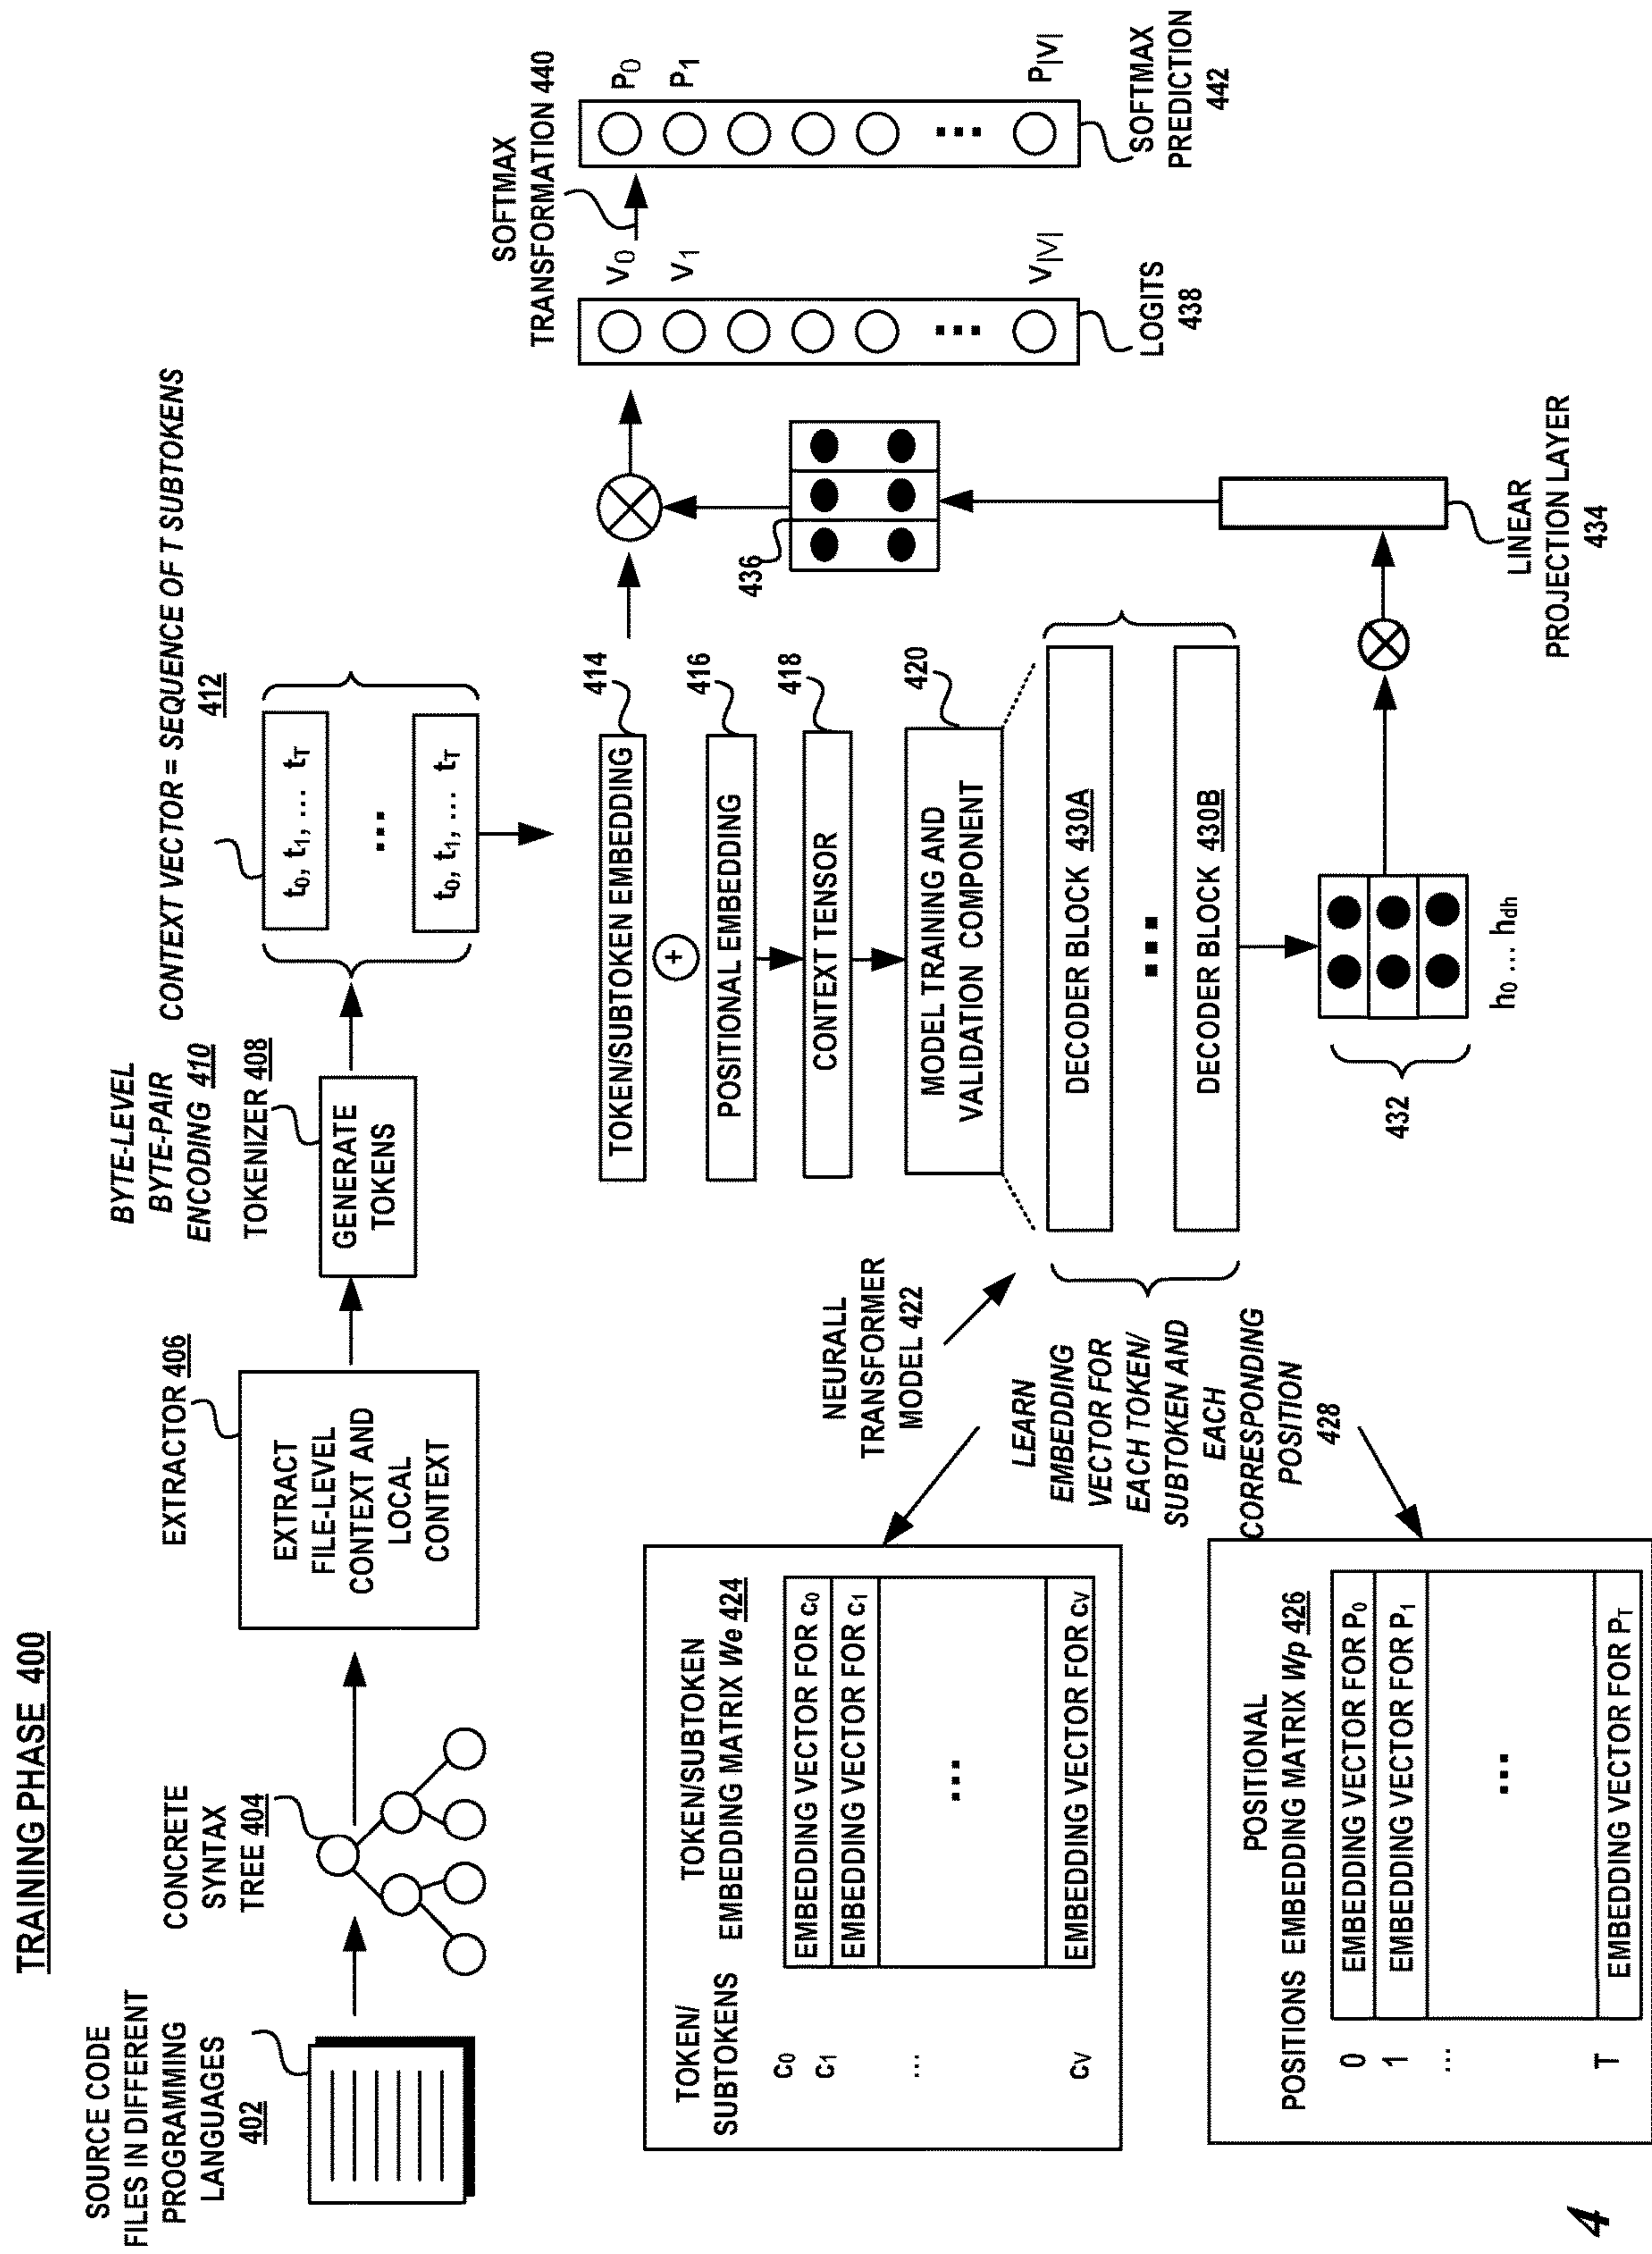 TRAINING PHASE 400
SOURCE CODE
FILES IN DIFFERENT
PROGRAMMING
LANGUAGES
402
CONCRETE
SYNTAX
TREE 404
EXTRACTOR 406
EXTRACT
FILE-LEVEL
CONTEXT AND
LOCAL
CONTEXT
BYTE-LEVEL
BYTE-PAIR
ENCODING 410
TOKENIZER 408
GENERATE
TOKENS
CONTEXT VECTOR = SEQUENCE OF T SUBTOKENS
412
t0, t1, ... tT
...
t0, t1, ... tT
TOKEN/SUBTOKEN EMBEDDING
414
+
POSITIONAL EMBEDDING
416
CONTEXT TENSOR
418
MODEL TRAINING AND
VALIDATION COMPONENT
420
DECODER BLOCK 430A
...
DECODER BLOCK 430B
NEURALL
TRANSFORMER
MODEL 422
LEARN
EMBEDDING
VECTOR FOR
EACH TOKEN/
SUBTOKEN AND
EACH
CORRESPONDING
POSITION
428
TOKEN/
SUBTOKENS
TOKEN/SUBTOKEN
EMBEDDING MATRIX We 424
c0
EMBEDDING VECTOR FOR c0
c1
EMBEDDING VECTOR FOR c1
...
...
cV
EMBEDDING VECTOR FOR cV
POSITIONAL
POSITIONS EMBEDDING MATRIX Wp 426
0
EMBEDDING VECTOR FOR P0
1
EMBEDDING VECTOR FOR P1
...
...
T
EMBEDDING VECTOR FOR PT
432
h0 ... hdh
LINEAR
PROJECTION LAYER
434
436
SOFTMAX
TRANSFORMATION 440
V0
V1
...
V|V|
LOGITS
438
P0
P1
...
P|V|
SOFTMAX
PREDICTION
442
4